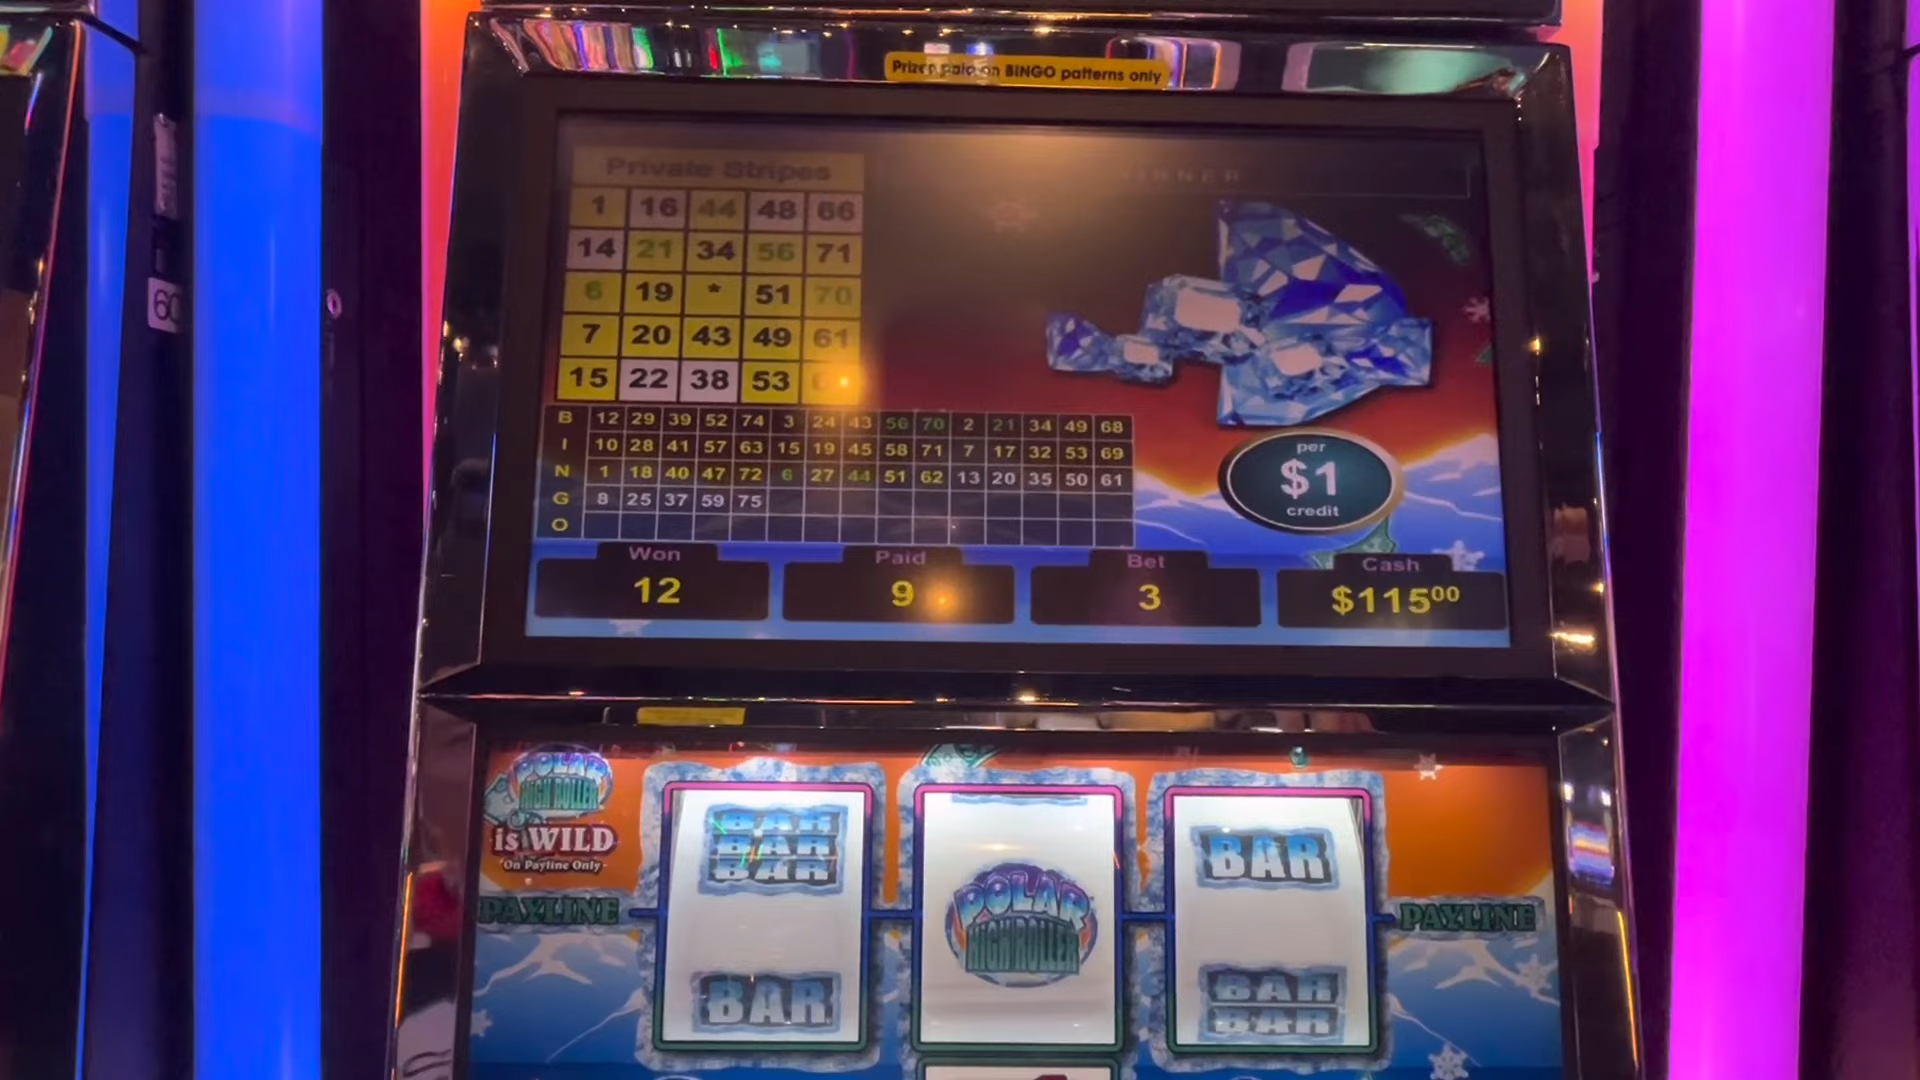 Prizes paid on BINGO patterns only
Private Stripes
1 16 44 48 66
14 21 34 56 71
6 19 * 51 70
7 20 43 49 61
15 22 38 53
WINNER
B 12 29 39 52 74 3 24 43 56 70 2 21 34 49 68
I 10 28 41 57 63 15 19 45 58 71 7 17 32 53 69
N 1 18 40 47 72 6 27 44 51 62 13 20 35 50 61
G 8 25 37 59 75
O
per
$1
credit
Won Paid Bet Cash
12 9 3 $115.00
60
POLAR
HIGH ROLLER
is WILD
On Payline Only
BAR
BAR
BAR
BAR
PAYLINE
POLAR
HIGH ROLLER
PAYLINE
BAR
BAR
BAR